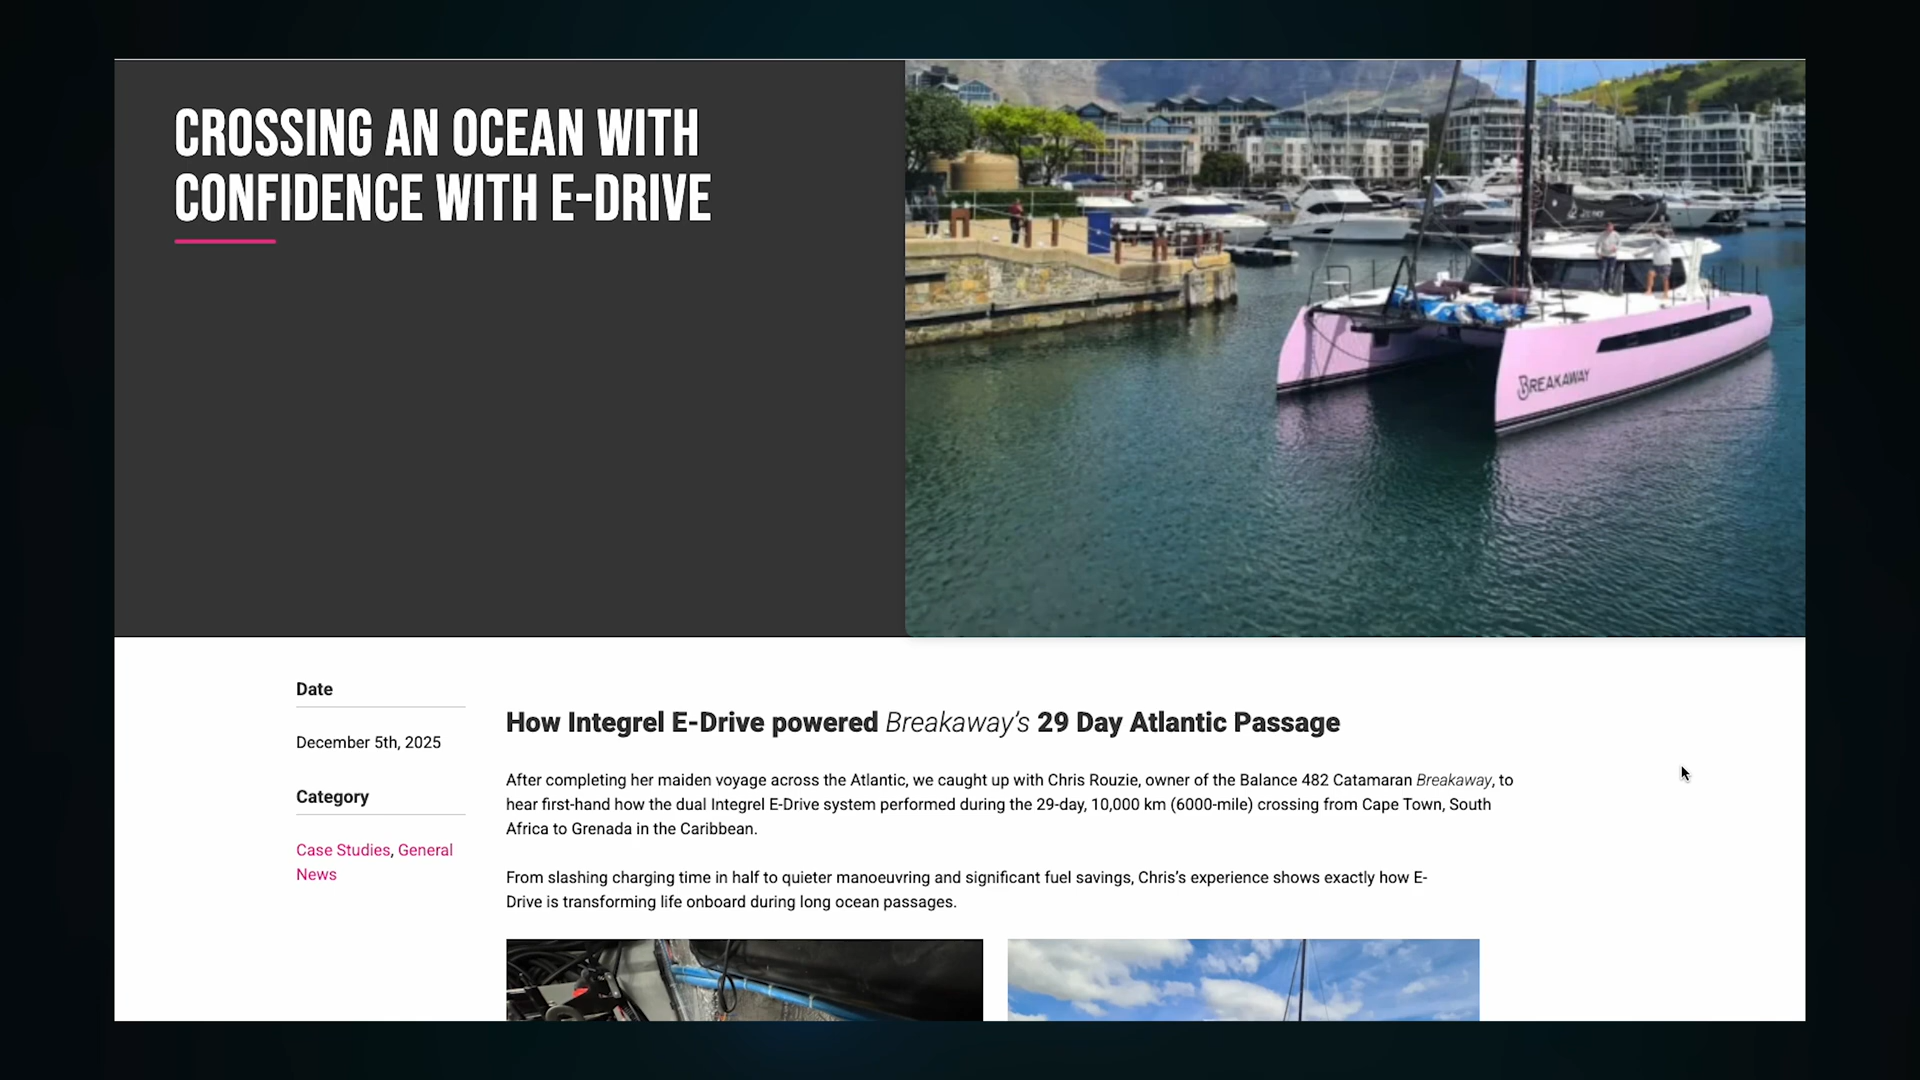 CROSSING AN OCEAN WITH
CONFIDENCE WITH E-DRIVE
BREAKAWAY
Date
December 5th, 2025
Category
Case Studies, General
News
How Integrel E-Drive powered Breakaway's 29 Day Atlantic Passage
After completing her maiden voyage across the Atlantic, we caught up with Chris Rouzie, owner of the Balance 482 Catamaran Breakaway, to
hear first-hand how the dual Integrel E-Drive system performed during the 29-day, 10,000 km (6000-mile) crossing from Cape Town, South
Africa to Grenada in the Caribbean.
From slashing charging time in half to quieter manoeuvring and significant fuel savings, Chris's experience shows exactly how E-
Drive is transforming life onboard during long ocean passages.